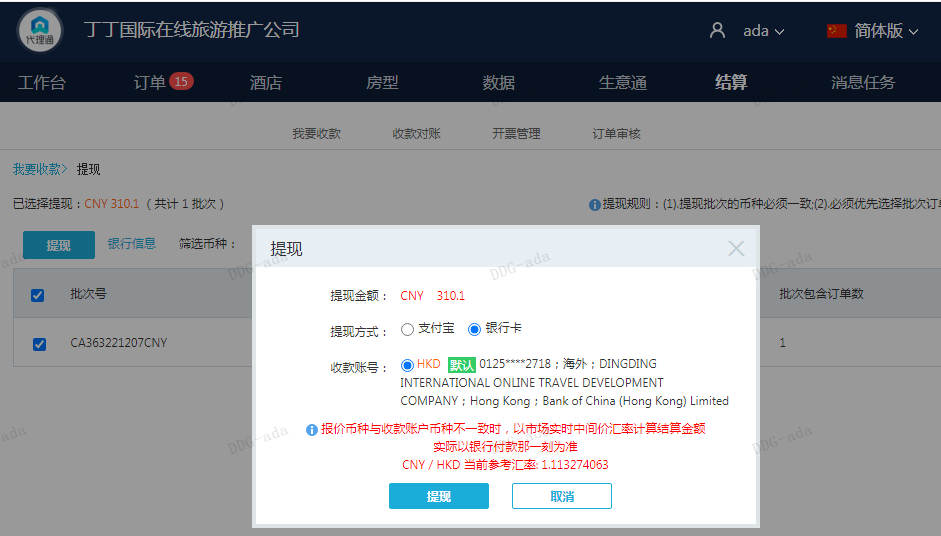 代理通
丁丁国际在线旅游推广公司
ada
简体版
工作台
订单 15
酒店
房型
数据
生意通
结算
消息任务
我要收款
收款对账
开票管理
订单审核
我要收款> 提现
已选择提现：CNY 310.1（共计 1 批次）
提现规则：(1).提现批次的币种必须一致;(2).必须优先选择批次订单
提现
银行信息
筛选币种：
批次号
批次包含订单数
CA363221207CNY
1
提现
提现金额： CNY 310.1
提现方式： 支付宝 银行卡
收款账号： HKD 默认 0125****2718；海外；DINGDING
INTERNATIONAL ONLINE TRAVEL DEVELOPMENT
COMPANY；Hong Kong；Bank of China (Hong Kong) Limited
报价币种与收款账户币种不一致时，以市场实时中间价汇率计算结算金额
实际以银行付款那一刻为准
CNY / HKD 当前参考汇率: 1.113274063
提现
取消
DDG-ada
DDG-ada
DDG-ada
DDG-ada
DDG-ada